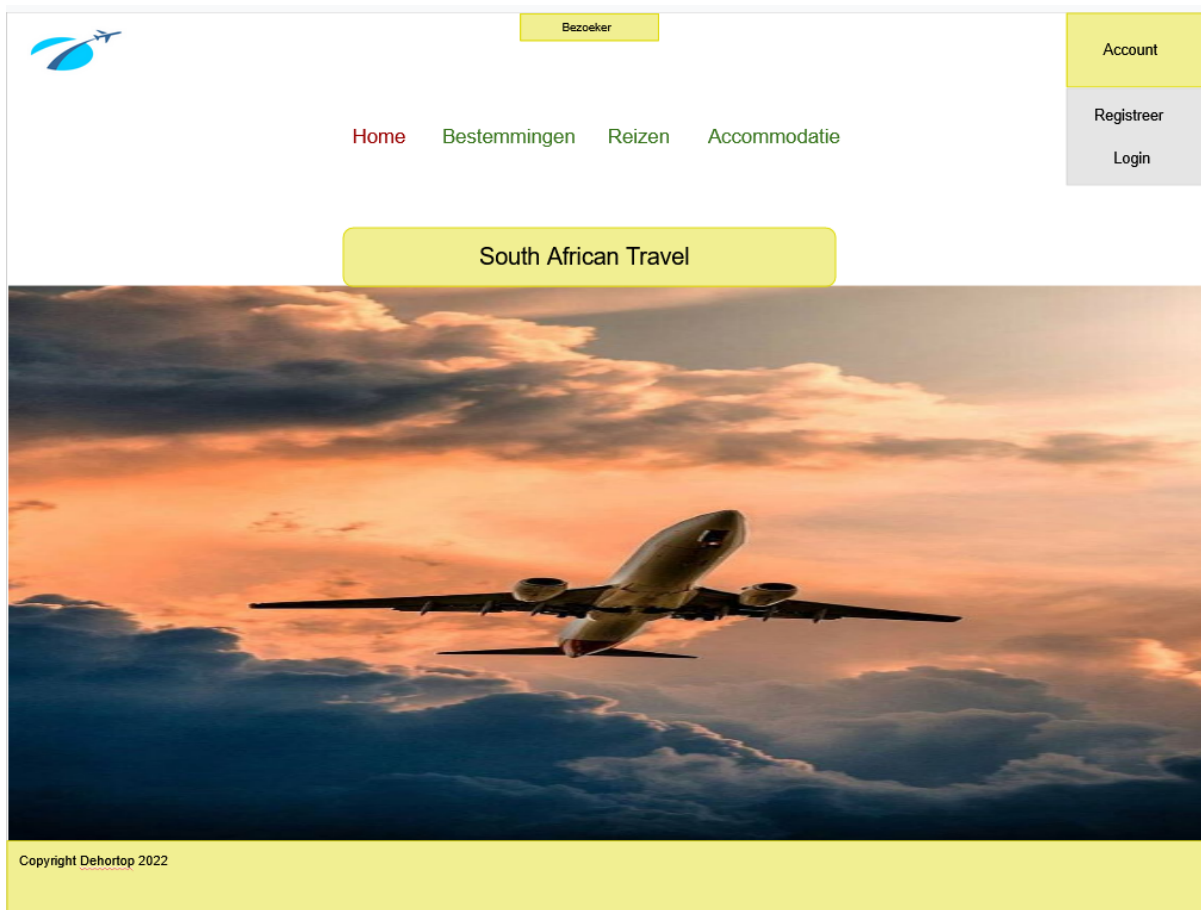 Bezoeker
Account
Registreer
Login
Home Bestemmingen Reizen Accommodatie
South African Travel
Copyright Dehortop 2022